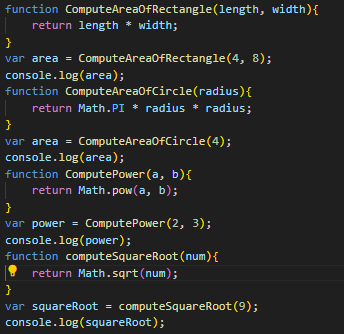 function ComputeAreaOfRectangle(length, width){
    return length * width;
}
var area = ComputeAreaOfRectangle(4, 8);
console.log(area);
function ComputeAreaOfCircle(radius){
    return Math.PI * radius * radius;
}
var area = ComputeAreaOfCircle(4);
console.log(area);
function ComputePower(a, b){
    return Math.pow(a, b);
}
var power = ComputePower(2, 3);
console.log(power);
function computeSquareRoot(num){
    return Math.sqrt(num);
}
var squareRoot = computeSquareRoot(9);
console.log(squareRoot);